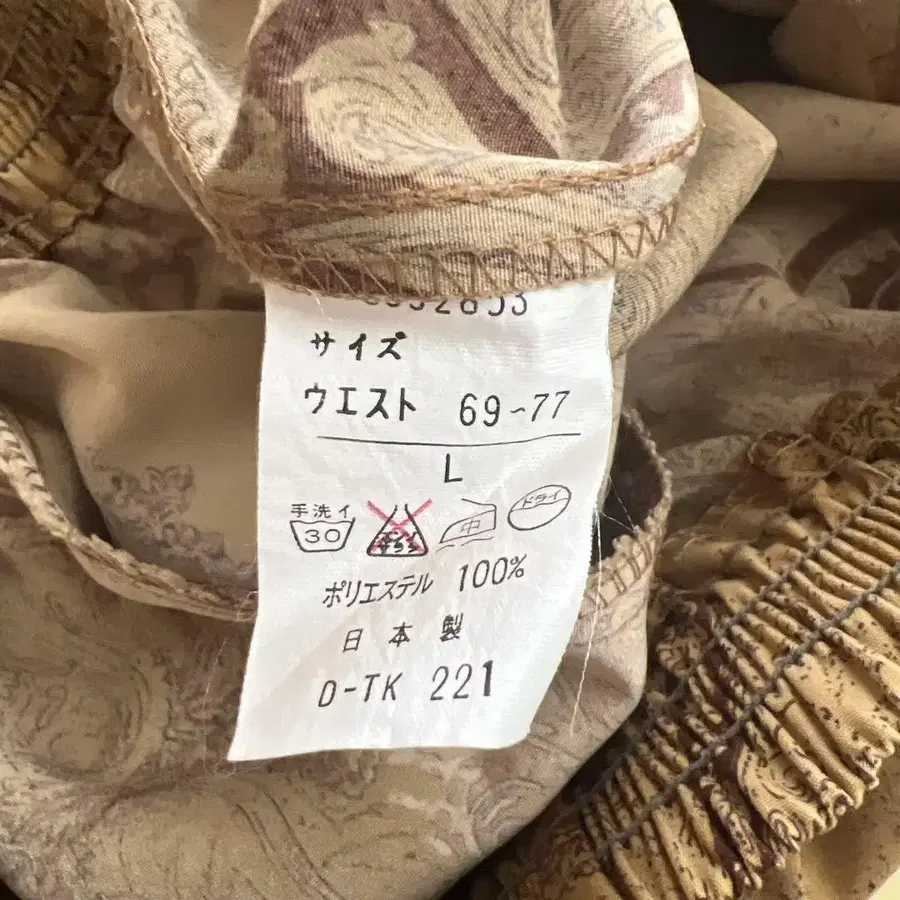 サイズ
ウエスト 69~77
L
手洗イ
30
中
ドライ
ポリエステル 100%
日本製
D-TK 221